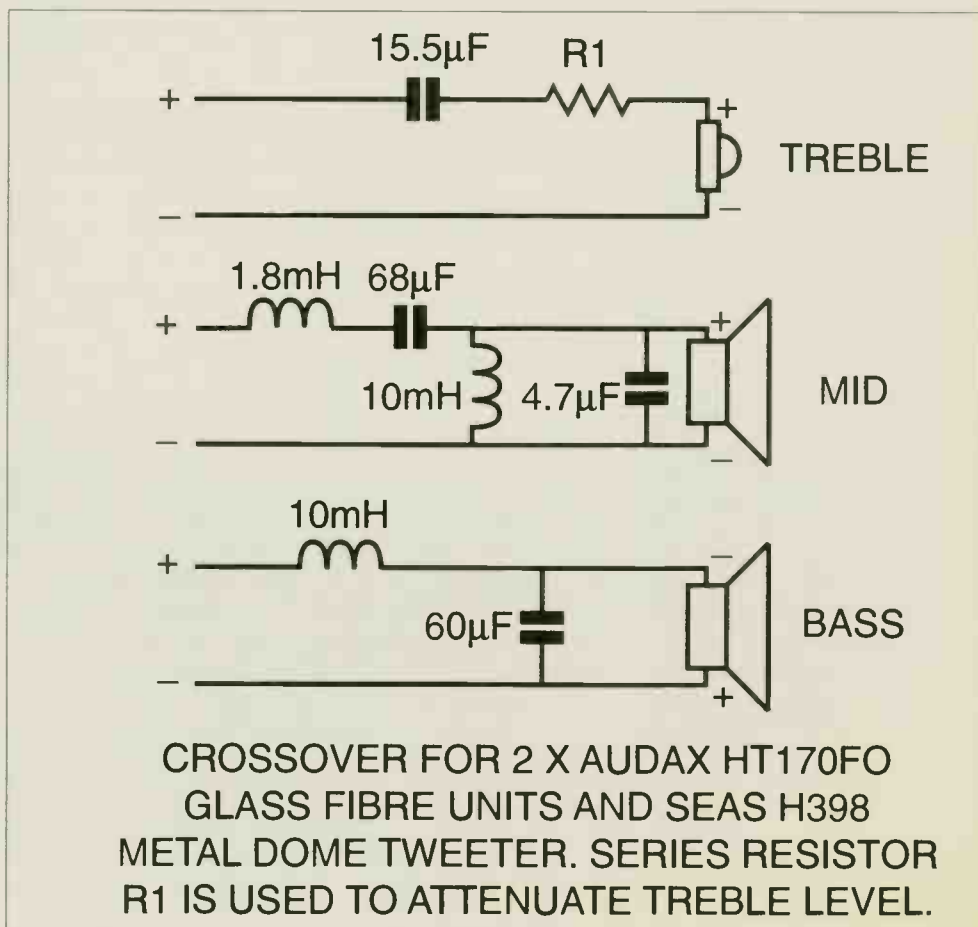 15.5µF R1
+ +
TREBLE
− −
1.8mH 68µF
+ +
10mH 4.7µF MID
− −
10mH
+ −
60µF BASS
− +
CROSSOVER FOR 2 X AUDAX HT170FO
GLASS FIBRE UNITS AND SEAS H398
METAL DOME TWEETER. SERIES RESISTOR
R1 IS USED TO ATTENUATE TREBLE LEVEL.